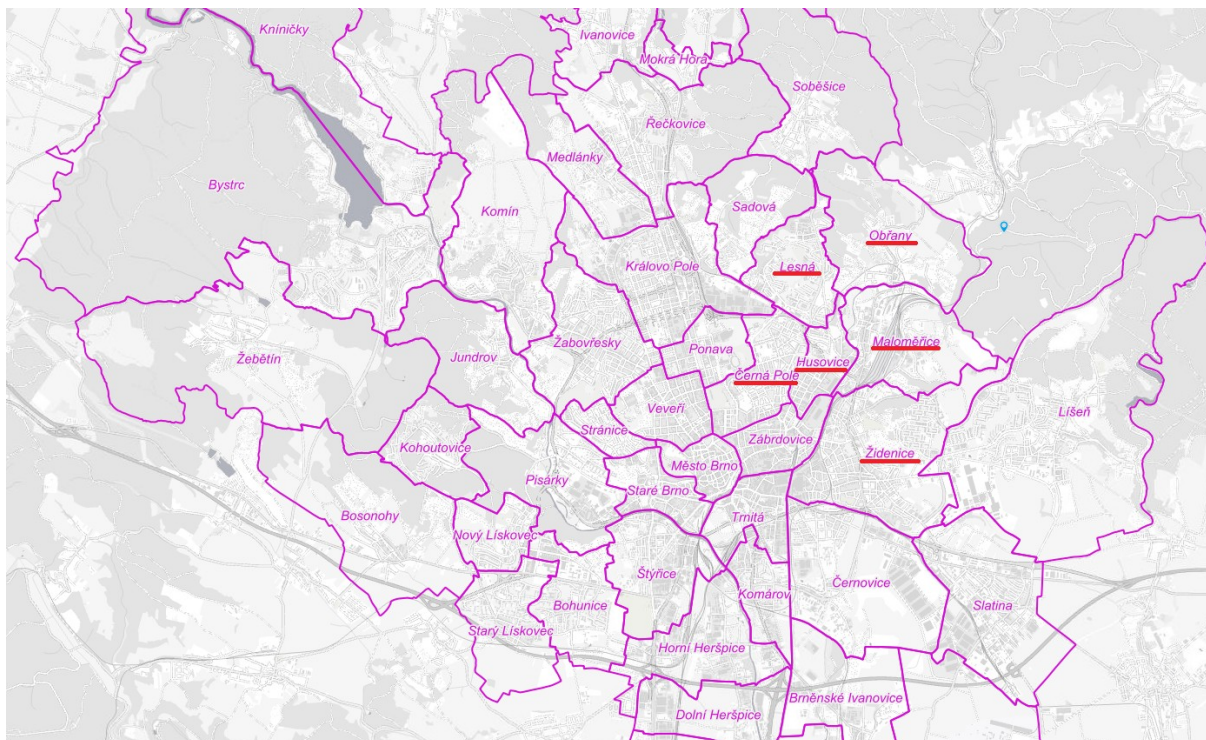 Kníničky
Ivanovice
Mokrá Hora
Soběšice
Řečkovice
Medlánky
Bystrc
Sadová
Komín
Obřany
Lesná
Královo Pole
Maloměřice
Žabovřesky
Ponava
Husovice
Žebětín
Jundrov
Černá Pole
Veveří
Líšeň
Stránice
Zábrdovice
Kohoutovice
Židenice
Město Brno
Pisárky
Staré Brno
Bosonohy
Trnitá
Nový Lískovec
Štýřice
Černovice
Komárov
Slatina
Bohunice
Starý Lískovec
Horní Heršpice
Brněnské Ivanovice
Dolní Heršpice